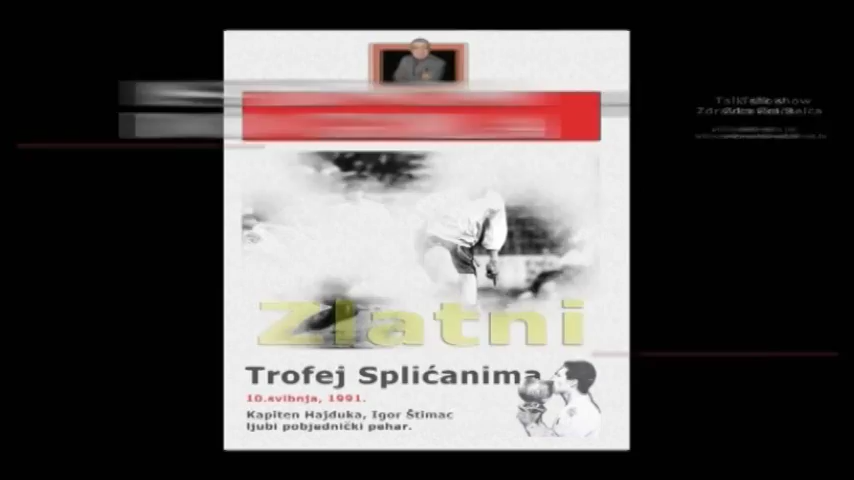 Zlatni
Trofej Splićanima
10.svibnja, 1991.
Kapiten Hajduka, Igor Štimac
ljubi pobjednički pehar.